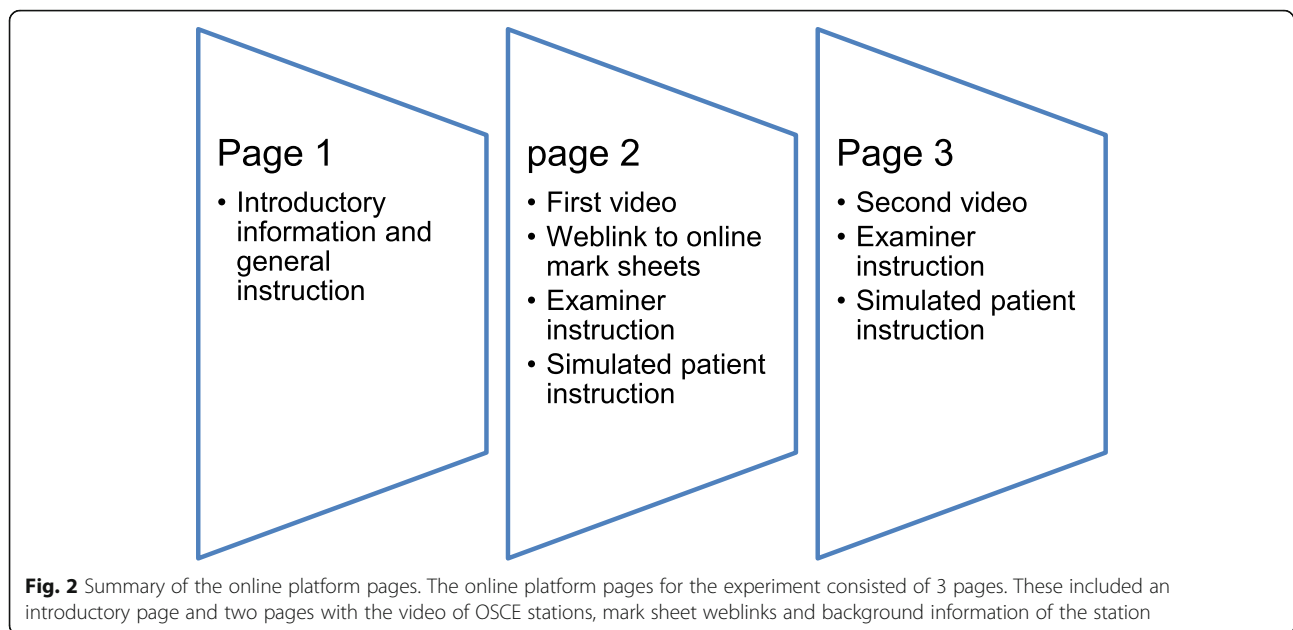 Page 1
• Introductory
information and
general
instruction
page 2
• First video
• Weblink to online
mark sheets
• Examiner
instruction
• Simulated patient
instruction
Page 3
• Second video
• Examiner
instruction
• Simulated patient
instruction
Fig. 2 Summary of the online platform pages. The online platform pages for the experiment consisted of 3 pages. These included an
introductory page and two pages with the video of OSCE stations, mark sheet weblinks and background information of the station